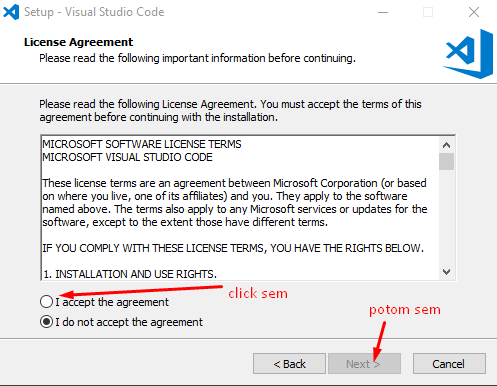 Setup - Visual Studio Code
License Agreement
Please read the following important information before continuing.
Please read the following License Agreement. You must accept the terms of this
agreement before continuing with the installation.
MICROSOFT SOFTWARE LICENSE TERMS
MICROSOFT VISUAL STUDIO CODE
These license terms are an agreement between Microsoft Corporation (or based
on where you live, one of its affiliates) and you. They apply to the software
named above. The terms also apply to any Microsoft services or updates for the
software, except to the extent those have different terms.
IF YOU COMPLY WITH THESE LICENSE TERMS, YOU HAVE THE RIGHTS BELOW.
1. INSTALLATION AND USE RIGHTS.
click sem
I accept the agreement
potom sem
I do not accept the agreement
< Back
Next >
Cancel